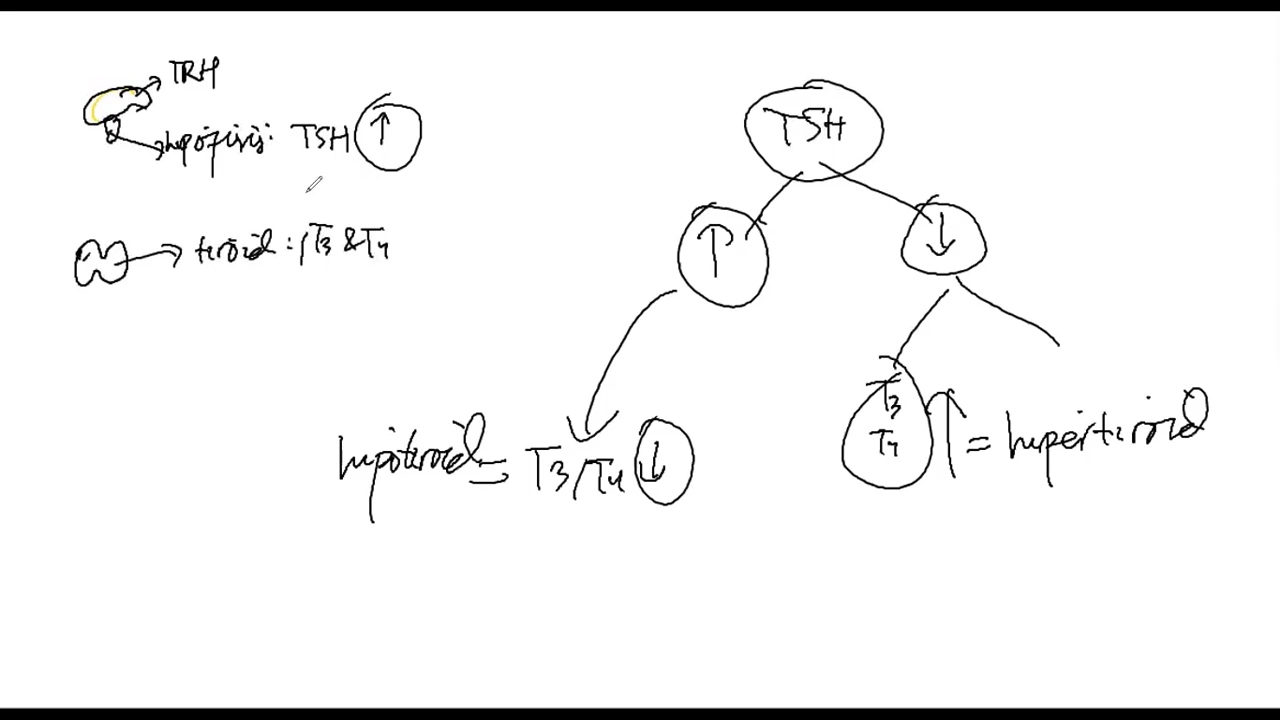 TRH
hipofisis: TSH ↑
tiroid : T3 & T4
TSH
↑ ↓
T3
T4 ↑ = hipertiroid
hipotiroid = T3/T4 ↓